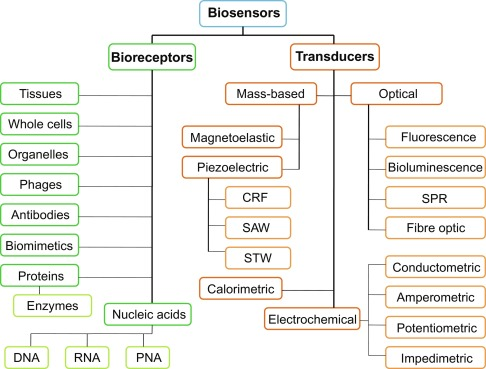 Biosensors
Bioreceptors
Transducers
Tissues
Whole cells
Organelles
Phages
Antibodies
Biomimetics
Proteins
Enzymes
Nucleic acids
DNA
RNA
PNA
Mass-based
Optical
Magnetoelastic
Piezoelectric
CRF
SAW
STW
Calorimetric
Electrochemical
Fluorescence
Bioluminescence
SPR
Fibre optic
Conductometric
Amperometric
Potentiometric
Impedimetric